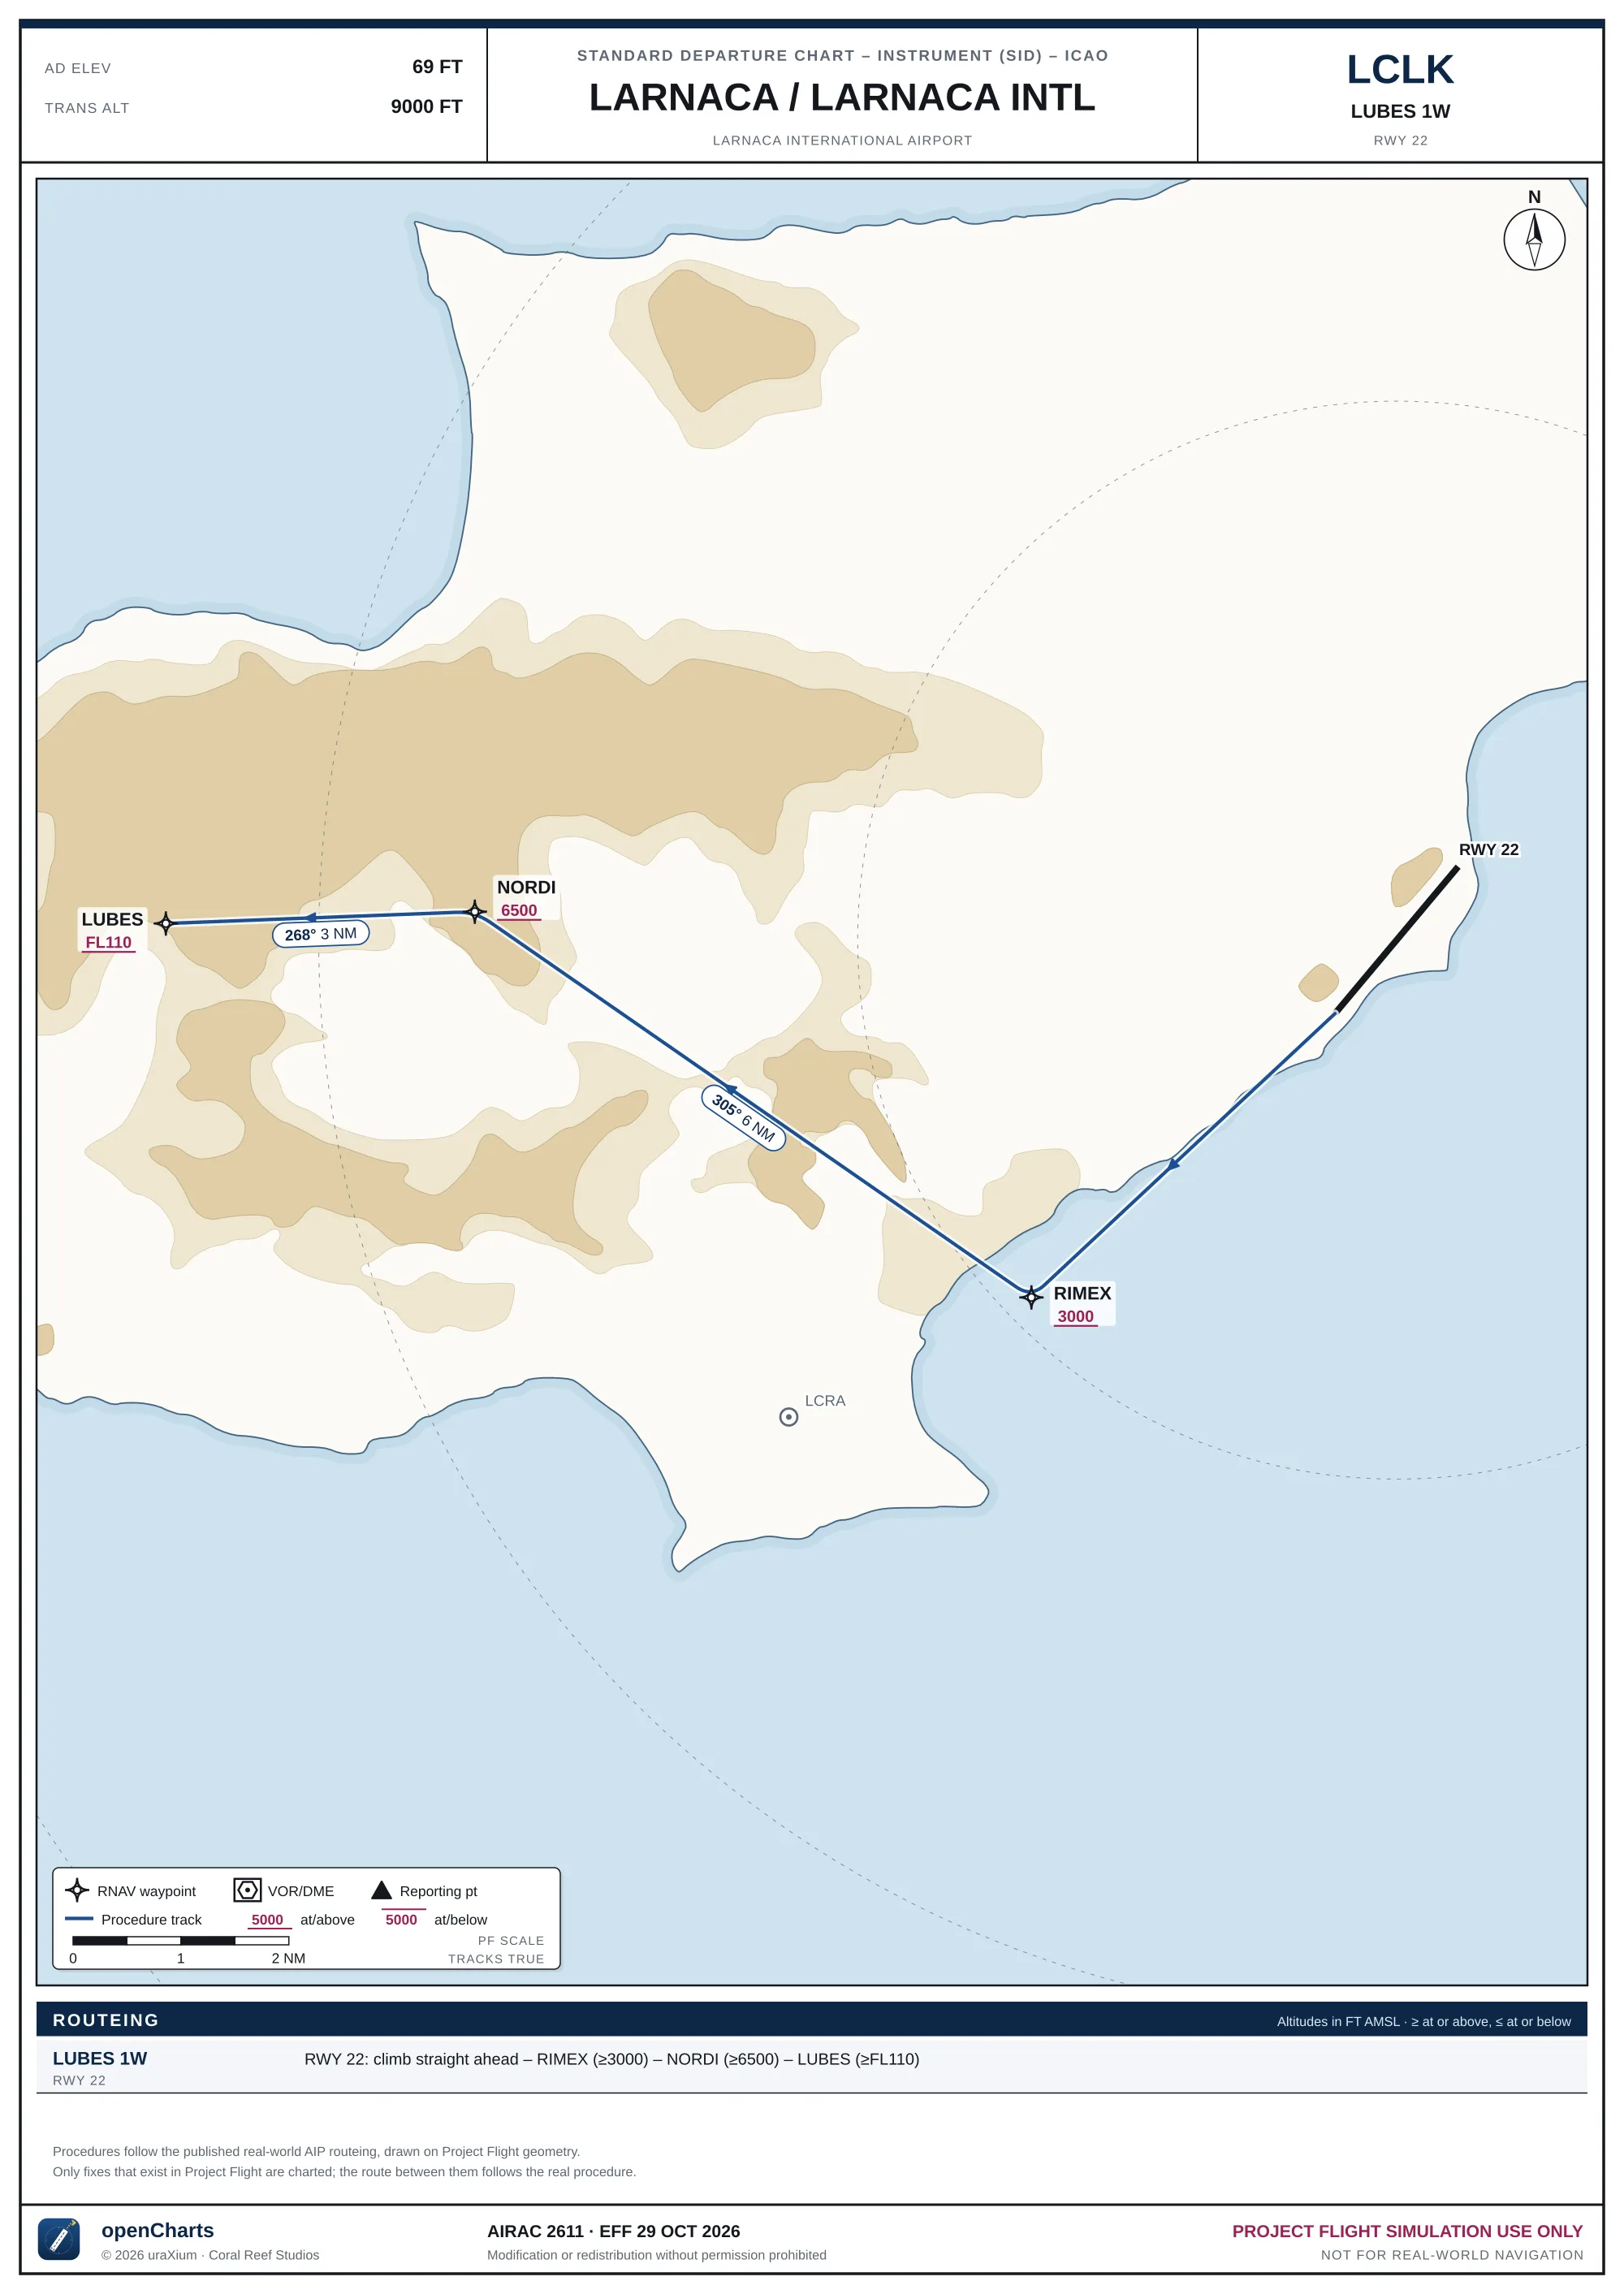 AD ELEV 69 FT
TRANS ALT 9000 FT
STANDARD DEPARTURE CHART – INSTRUMENT (SID) – ICAO
LARNACA / LARNACA INTL
LARNACA INTERNATIONAL AIRPORT
LCLK
LUBES 1W
RWY 22
N
RWY 22
NORDI
6500
LUBES
FL110
268° 3 NM
305° 6 NM
RIMEX
3000
LCRA
RNAV waypoint VOR/DME Reporting pt
Procedure track 5000 at/above 5000 at/below
PF SCALE
0 1 2 NM TRACKS TRUE
ROUTEING Altitudes in FT AMSL · ≥ at or above, ≤ at or below
LUBES 1W RWY 22: climb straight ahead – RIMEX (≥3000) – NORDI (≥6500) – LUBES (≥FL110)
RWY 22
Procedures follow the published real-world AIP routeing, drawn on Project Flight geometry.
Only fixes that exist in Project Flight are charted; the route between them follows the real procedure.
openCharts AIRAC 2611 · EFF 29 OCT 2026 PROJECT FLIGHT SIMULATION USE ONLY
© 2026 uraXium · Coral Reef Studios Modification or redistribution without permission prohibited NOT FOR REAL-WORLD NAVIGATION